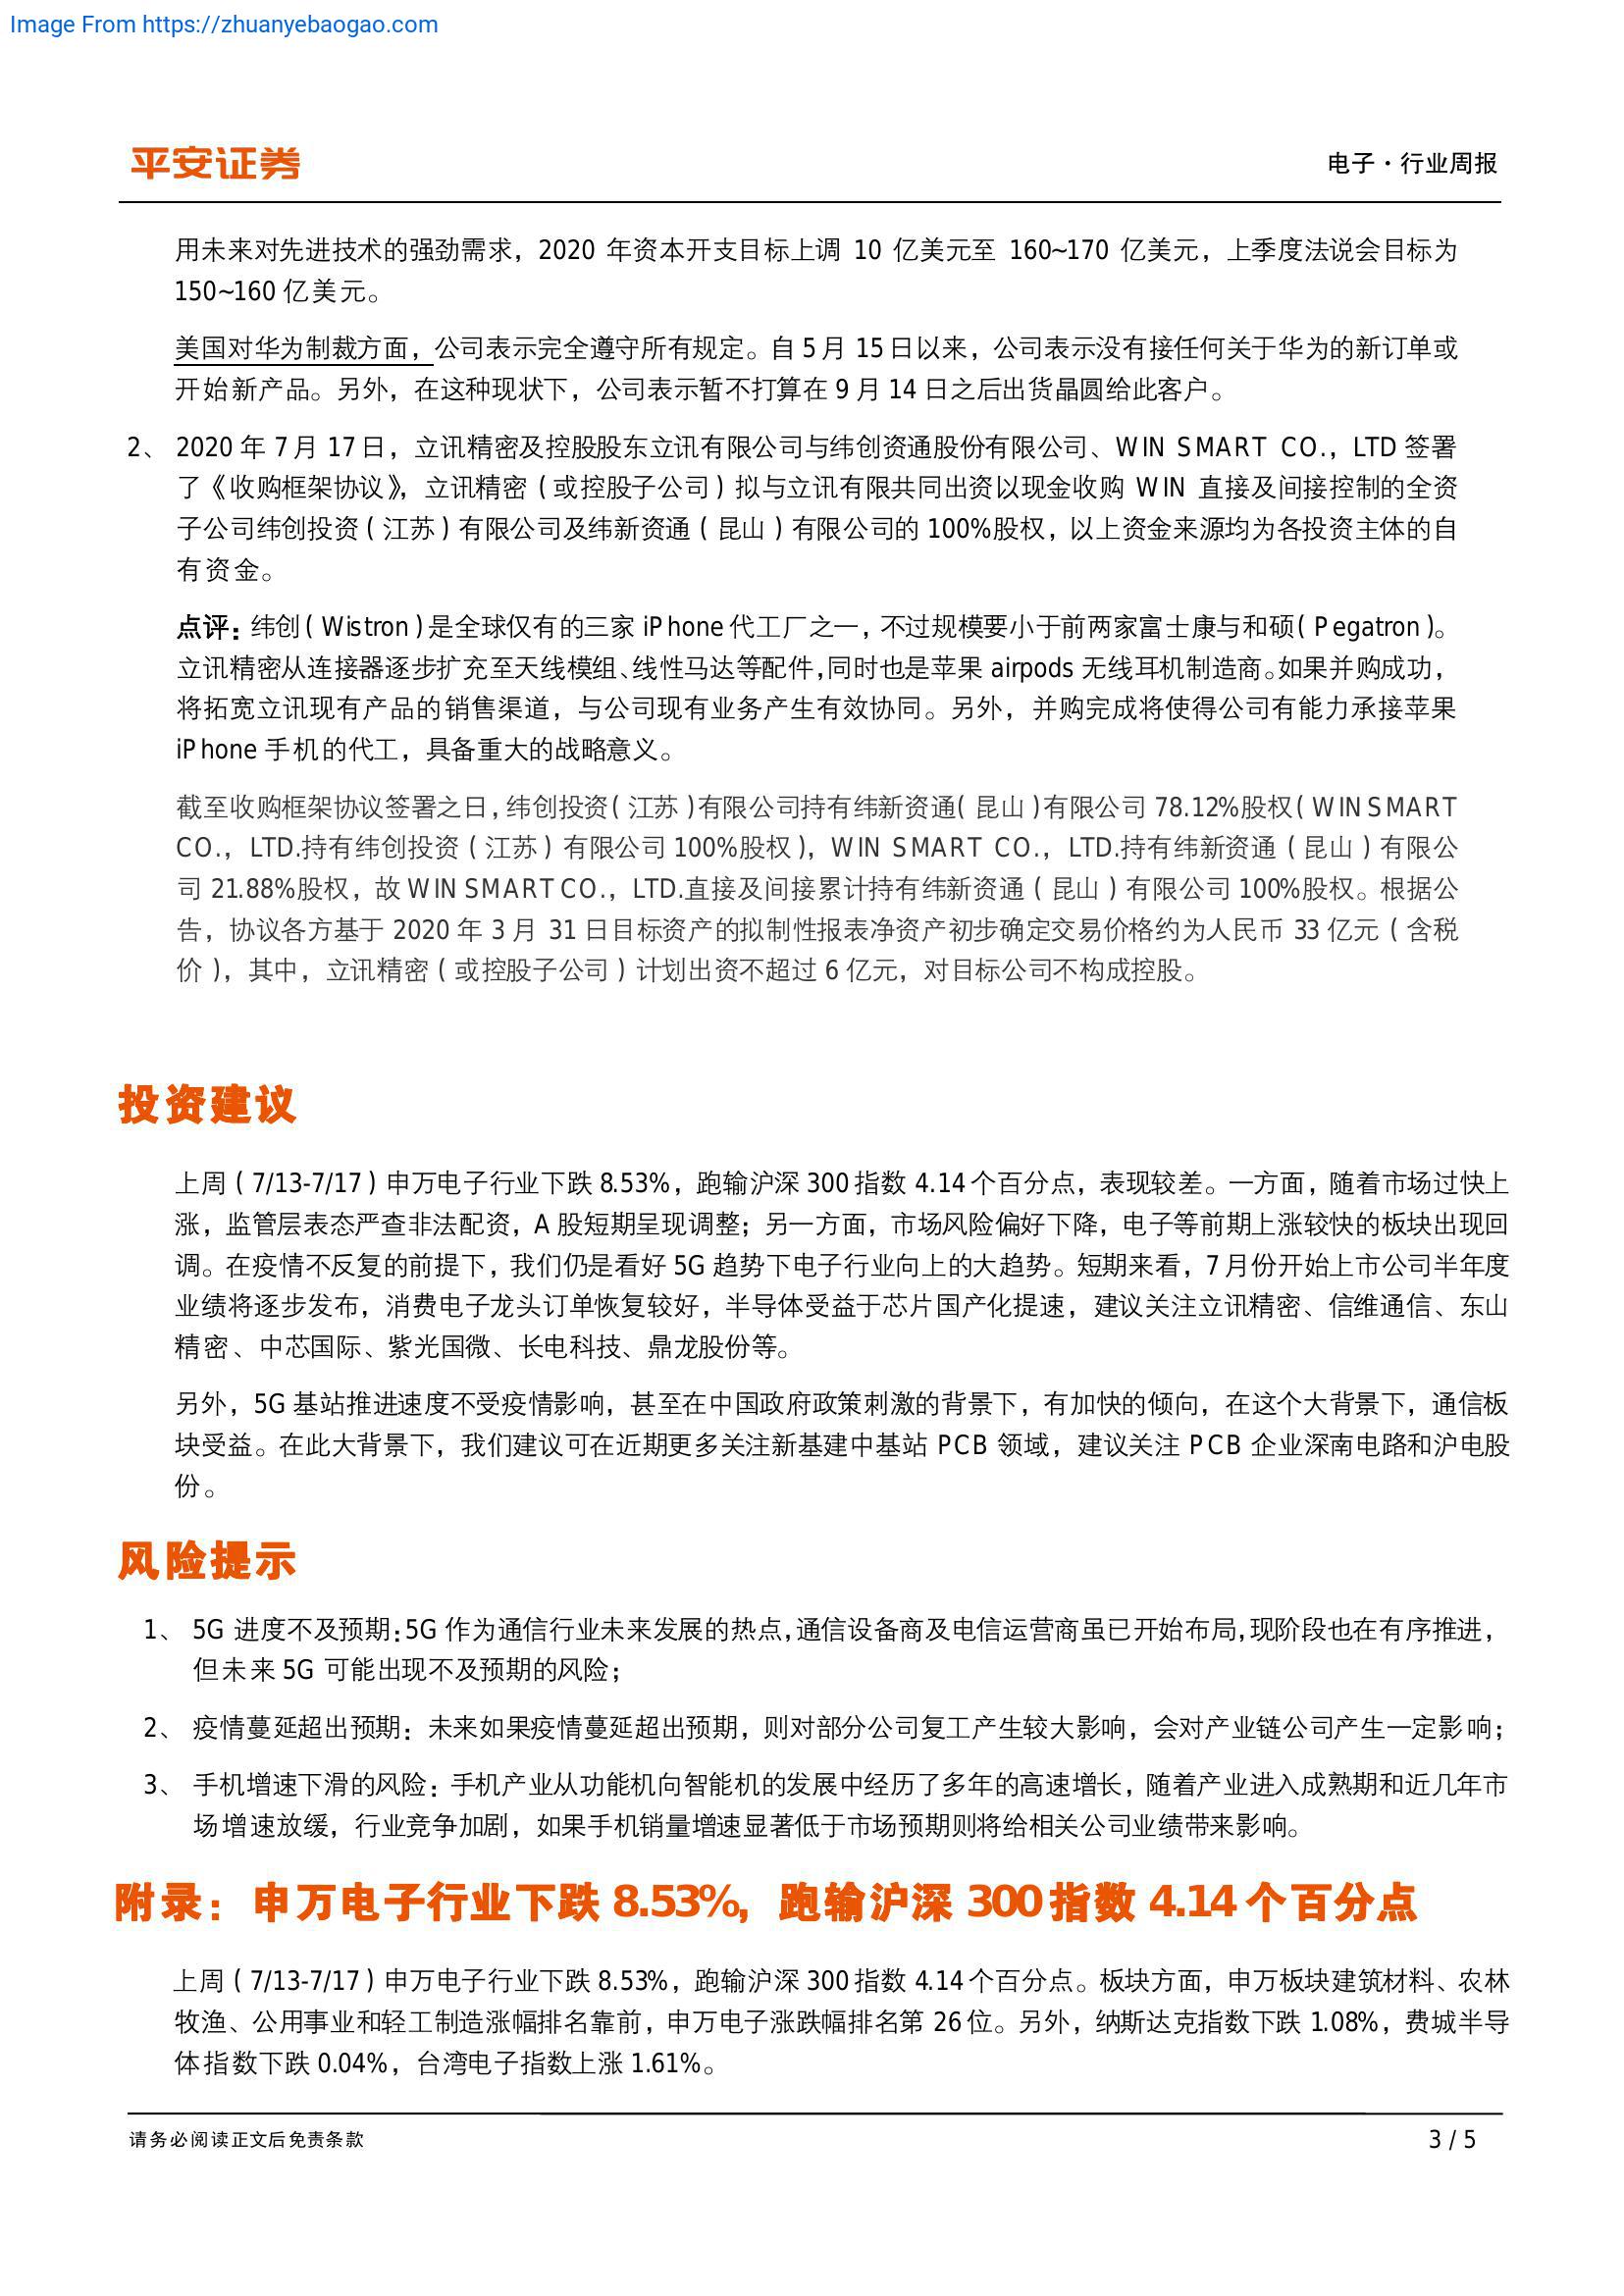 Image From https://zhuanyebaogao.com
平安证券
电子·行业周报
用未来对先进技术的强劲需求，2020 年资本开支目标上调 10 亿美元至 160~170 亿美元，上季度法说会目标为
150~160 亿美元。
美国对华为制裁方面，公司表示完全遵守所有规定。自 5 月 15 日以来，公司表示没有接任何关于华为的新订单或
开始新产品。另外，在这种现状下，公司表示暂不打算在 9 月 14 日之后出货晶圆给此客户。
2、 2020 年 7 月 17 日，立讯精密及控股股东立讯有限公司与纬创资通股份有限公司、WIN SMART CO.，LTD 签署
了《收购框架协议》，立讯精密（或控股子公司）拟与立讯有限共同出资以现金收购 WIN 直接及间接控制的全资
子公司纬创投资（江苏）有限公司及纬新资通（昆山）有限公司的 100%股权，以上资金来源均为各投资主体的自
有资金。
点评：纬创（Wistron）是全球仅有的三家 iPhone 代工厂之一，不过规模要小于前两家富士康与和硕（Pegatron）。
立讯精密从连接器逐步扩充至天线模组、线性马达等配件，同时也是苹果 airpods 无线耳机制造商。如果并购成功，
将拓宽立讯现有产品的销售渠道，与公司现有业务产生有效协同。另外，并购完成将使得公司有能力承接苹果
iPhone 手机的代工，具备重大的战略意义。
截至收购框架协议签署之日，纬创投资（江苏）有限公司持有纬新资通（昆山）有限公司 78.12%股权（WIN SMART
CO.，LTD.持有纬创投资（江苏）有限公司 100%股权），WIN SMART CO.，LTD.持有纬新资通（昆山）有限公
司 21.88%股权，故 WIN SMART CO.，LTD.直接及间接累计持有纬新资通（昆山）有限公司 100%股权。根据公
告，协议各方基于 2020 年 3 月 31 日目标资产的拟制性报表净资产初步确定交易价格约为人民币 33 亿元（含税
价），其中，立讯精密（或控股子公司）计划出资不超过 6 亿元，对目标公司不构成控股。
投资建议
上周（7/13-7/17）申万电子行业下跌 8.53%，跑输沪深 300 指数 4.14 个百分点，表现较差。一方面，随着市场过快上
涨，监管层表态严查非法配资，A 股短期呈现调整；另一方面，市场风险偏好下降，电子等前期上涨较快的板块出现回
调。在疫情不反复的前提下，我们仍是看好 5G 趋势下电子行业向上的大趋势。短期来看，7 月份开始上市公司半年度
业绩将逐步发布，消费电子龙头订单恢复较好，半导体受益于芯片国产化提速，建议关注立讯精密、信维通信、东山
精密、中芯国际、紫光国微、长电科技、鼎龙股份等。
另外，5G 基站推进速度不受疫情影响，甚至在中国政府政策刺激的背景下，有加快的倾向，在这个大背景下，通信板
块受益。在此大背景下，我们建议可在近期更多关注新基建中基站 PCB 领域，建议关注 PCB 企业深南电路和沪电股
份。
风险提示
1、 5G 进度不及预期：5G 作为通信行业未来发展的热点，通信设备商及电信运营商虽已开始布局，现阶段也在有序推进，
但未来 5G 可能出现不及预期的风险；
2、 疫情蔓延超出预期：未来如果疫情蔓延超出预期，则对部分公司复工产生较大影响，会对产业链公司产生一定影响；
3、 手机增速下滑的风险：手机产业从功能机向智能机的发展中经历了多年的高速增长，随着产业进入成熟期和近几年市
场增速放缓，行业竞争加剧，如果手机销量增速显著低于市场预期则将给相关公司业绩带来影响。
附录：申万电子行业下跌 8.53%，跑输沪深 300 指数 4.14 个百分点
上周（7/13-7/17）申万电子行业下跌 8.53%，跑输沪深 300 指数 4.14 个百分点。板块方面，申万板块建筑材料、农林
牧渔、公用事业和轻工制造涨幅排名靠前，申万电子涨跌幅排名第 26 位。另外，纳斯达克指数下跌 1.08%，费城半导
体指数下跌 0.04%，台湾电子指数上涨 1.61%。
请务必阅读正文后免责条款
3 / 5